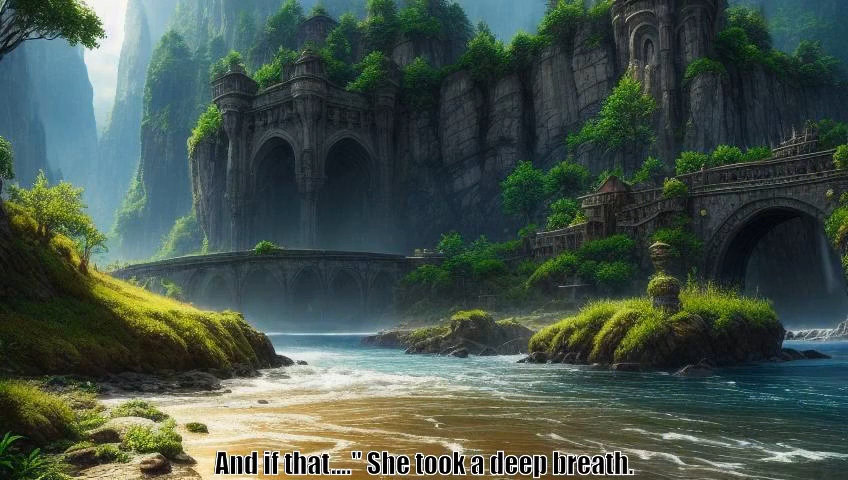 And if that...." She took a deep breath.